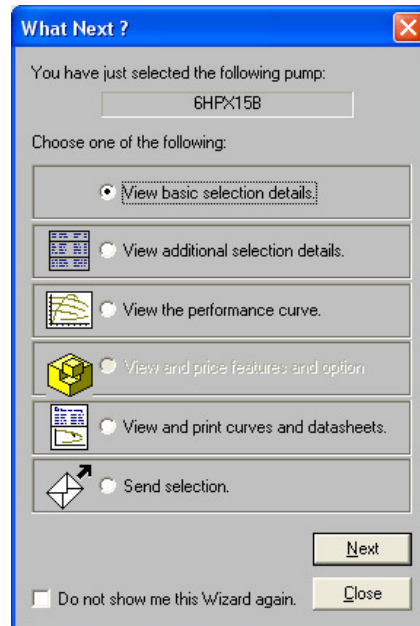 What Next ?
You have just selected the following pump:
6HPX15B
Choose one of the following:
View basic selection details.
View additional selection details.
View the performance curve.
View and price features and option
View and print curves and datasheets.
Send selection.
Next
Do not show me this Wizard again.
Close